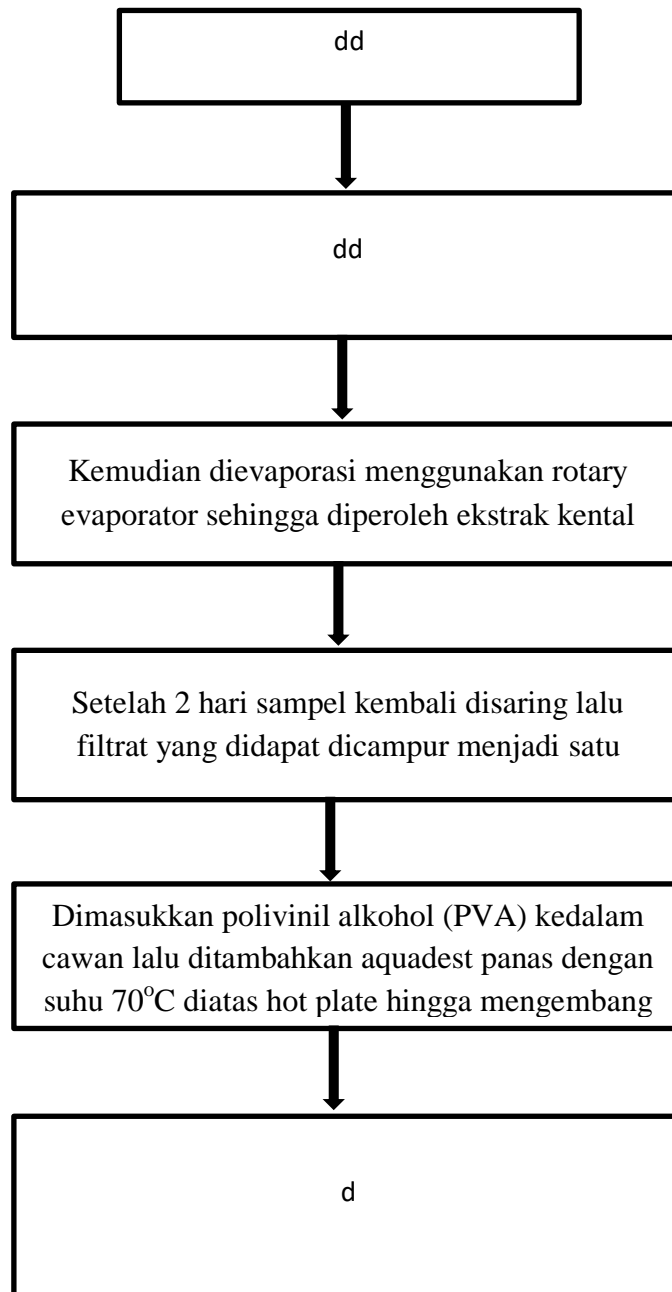 dd
dd
Kemudian dievaporasi menggunakan rotary
evaporator sehingga diperoleh ekstrak kental
Setelah 2 hari sampel kembali disaring lalu
filtrat yang didapat dicampur menjadi satu
Dimasukkan polivinil alkohol (PVA) kedalam
cawan lalu ditambahkan aquadest panas dengan
suhu 70°C diatas hot plate hingga mengembang
d